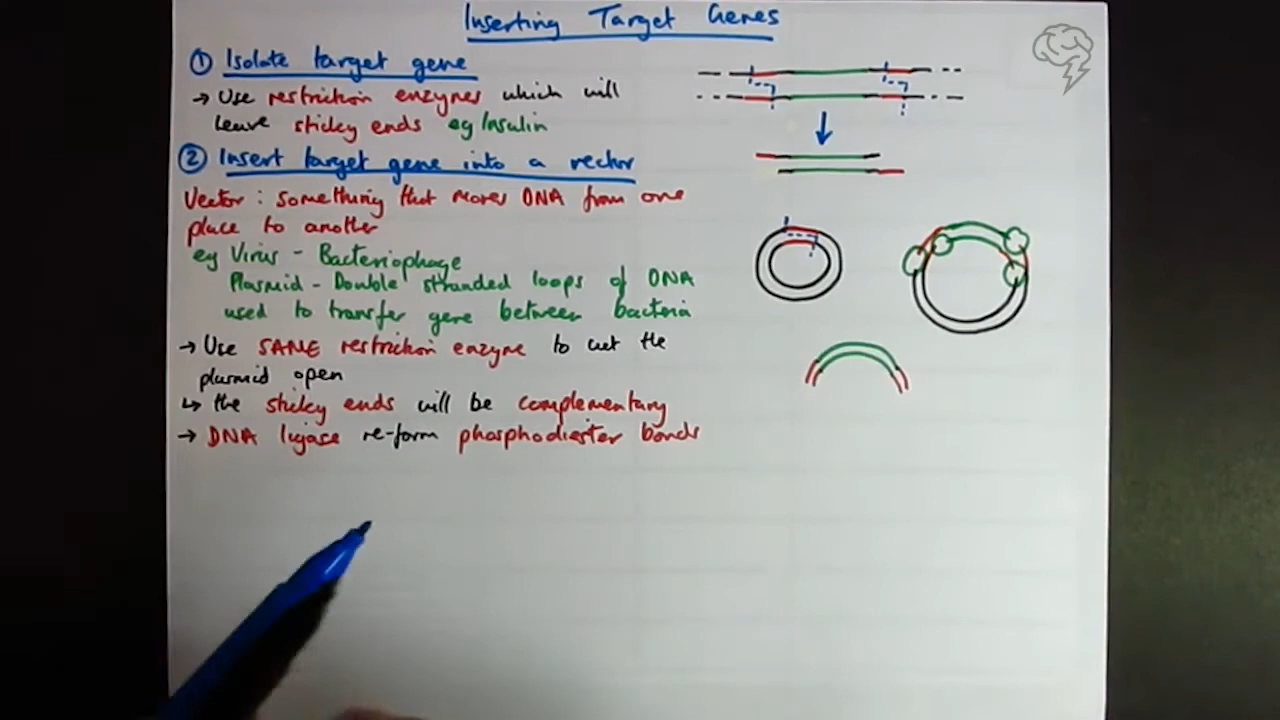 Inserting Target Genes
① Isolate target gene
→ Use restriction enzymes which will
leave sticky ends eg Insulin
② Insert target gene into a vector
Vector : Something that moves DNA from one
place to another
eg Virus - Bacteriophage
Plasmid - Double stranded loops of DNA
used to transfer gene between bacteria
→ Use SAME restriction enzyme to cut the
plasmid open
↳ the sticky ends will be complementary
→ DNA ligase re-form phosphodiester bonds